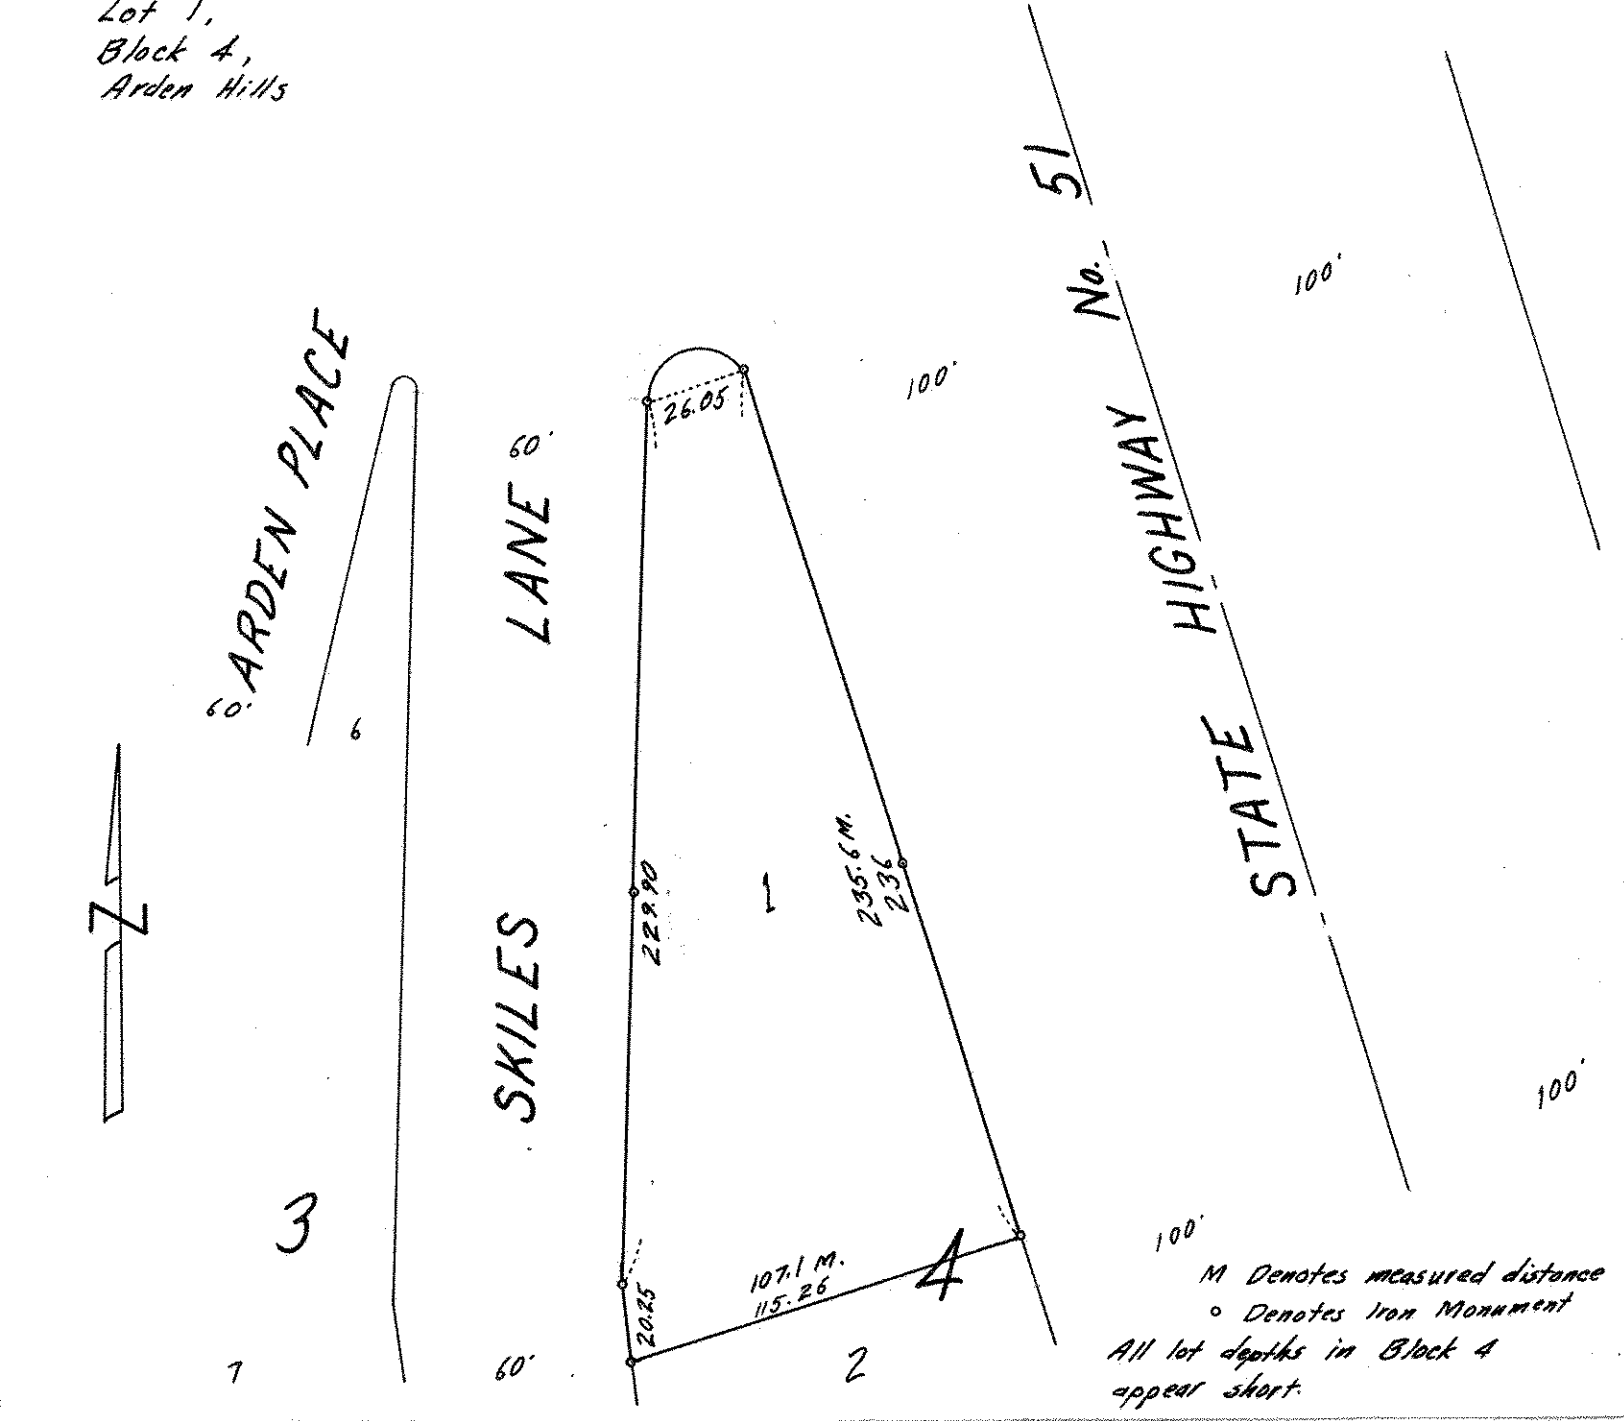 Lot 1,
Block 4,
Arden Hills
STATE HIGHWAY No. 51
100'
100'
ARDEN PLACE
60'
6
SKILES LANE
60'
26.05
229.90
1
235.6 M.
236
N
3
4
107.1 M.
115.26
20.25
7
60'
2
100'
100'
M Denotes measured distance
o Denotes Iron Monument
All lot depths in Block 4
appear short.